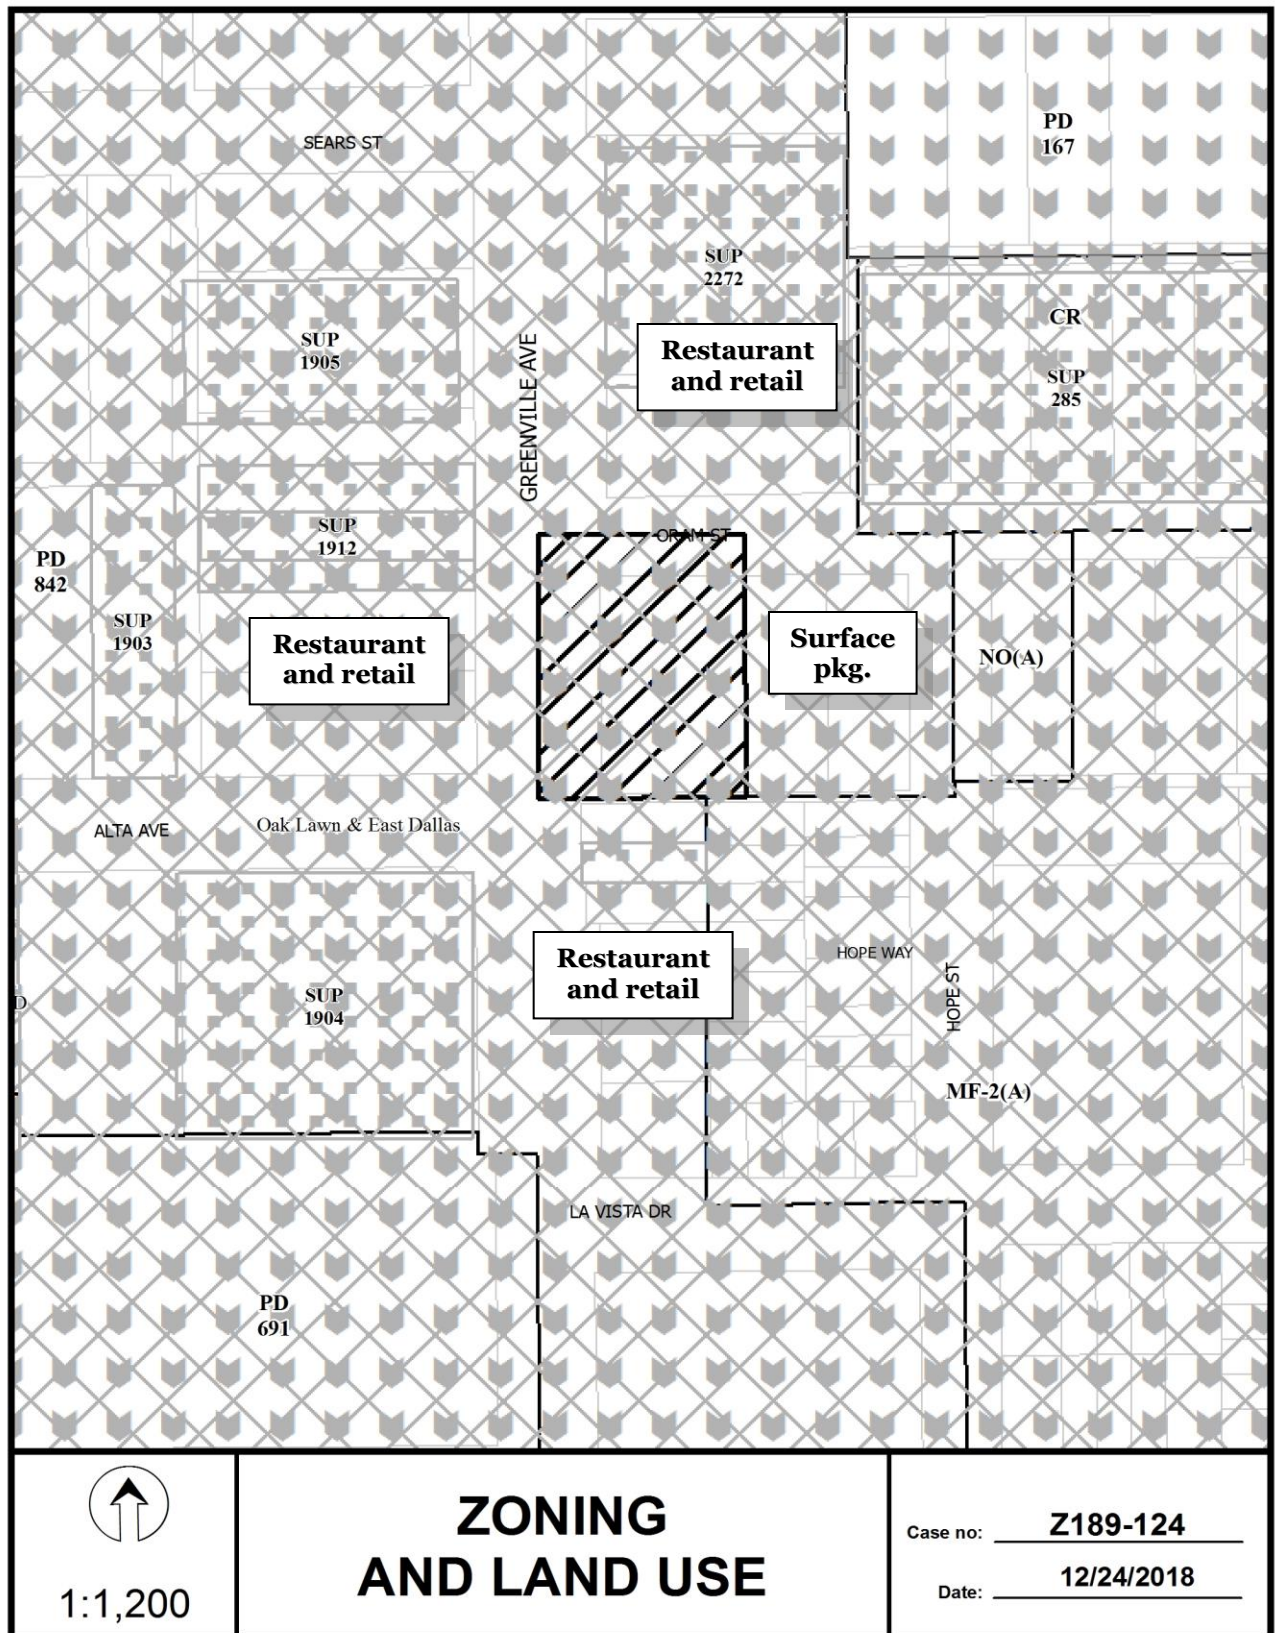 PD
167
SEARS ST
SUP
2272
CR
SUP
285
SUP
1905
Restaurant
and retail
GREENVILLE AVE
SUP
1912
ORAM ST
PD
842
SUP
1903
Restaurant
and retail
Surface
pkg.
NO(A)
ALTA AVE
Oak Lawn & East Dallas
Restaurant
and retail
HOPE WAY
HOPE ST
D
SUP
1904
MF-2(A)
LA VISTA DR
PD
691
1:1,200
ZONING
AND LAND USE
Case no: Z189-124
Date: 12/24/2018